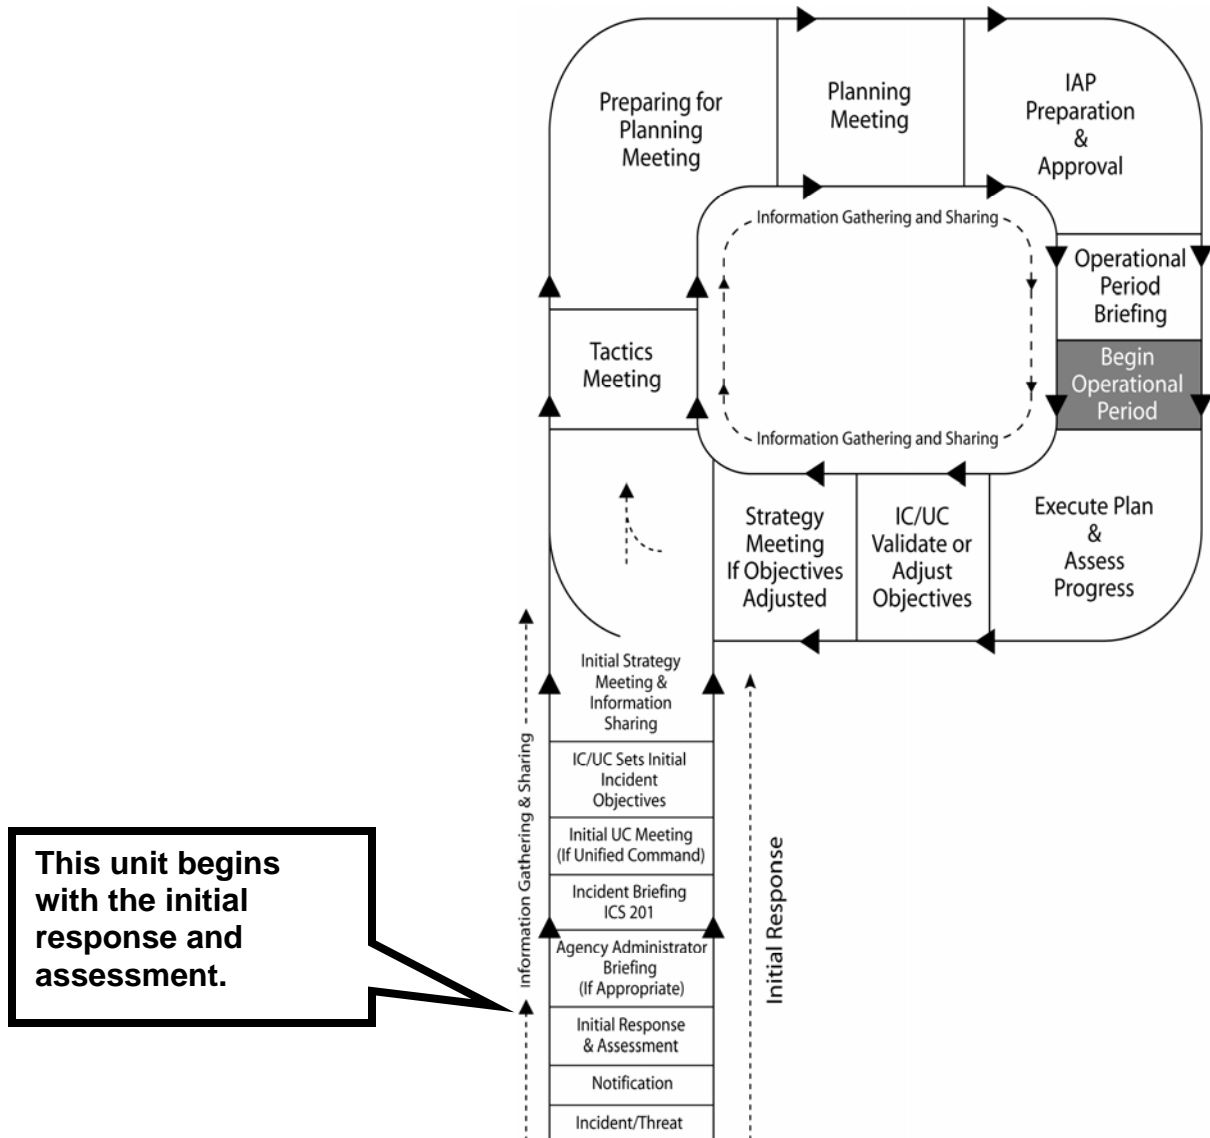 Preparing for
Planning
Meeting
Planning
Meeting
IAP
Preparation
&
Approval
Information Gathering and Sharing
Operational
Period
Briefing
Tactics
Meeting
Begin
Operational
Period
Information Gathering and Sharing
Strategy
Meeting
If Objectives
Adjusted
IC/UC
Validate or
Adjust
Objectives
Execute Plan
&
Assess
Progress
Initial Strategy
Meeting &
Information
Sharing
IC/UC Sets Initial
Incident
Objectives
Initial UC Meeting
(If Unified Command)
Incident Briefing
ICS 201
Agency Administrator
Briefing
(If Appropriate)
Initial Response
& Assessment
Notification
Incident/Threat
Information Gathering & Sharing
Initial Response
This unit begins
with the initial
response and
assessment.